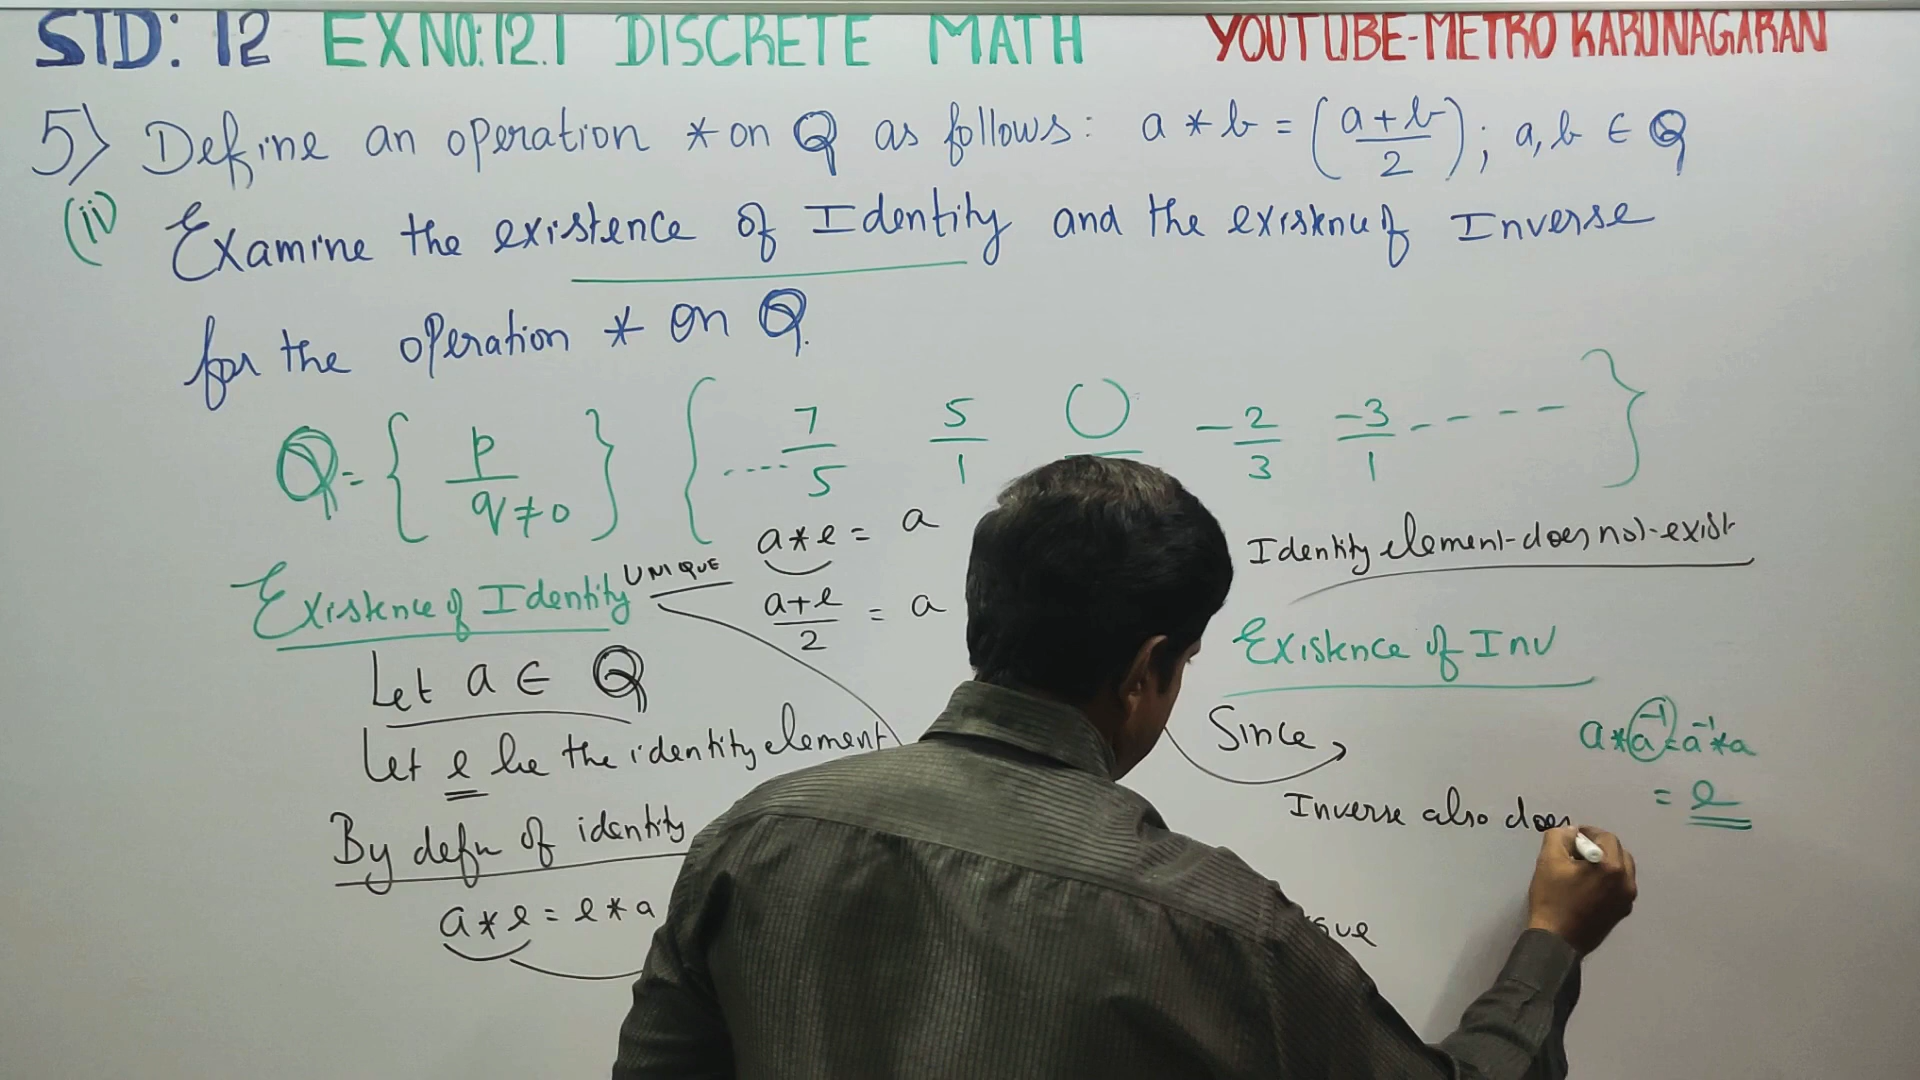 STD: 12 EX NO: 12.1 DISCRETE MATH YOUTUBE-METRO KARUNAGARAN
5) Define an operation * on Q as follows: a * b = (a+b/2); a, b ∈ Q
(ii) Examine the existence of Identity and the existence of Inverse
for the operation * on Q.
Q = { p/q≠0 } { ..... 7/5 5/1 0 -2/3 -3/1 ---- }
Existence of Identity UNIQUE
Let a ∈ Q
Let e be the identity element
By defn of identity
a * e = e * a
a * e = a
a+e/2 = a
Identity element does not exist
Existence of Inv
Since,
a * a⁻¹ = a⁻¹ * a
= e
Inverse also does